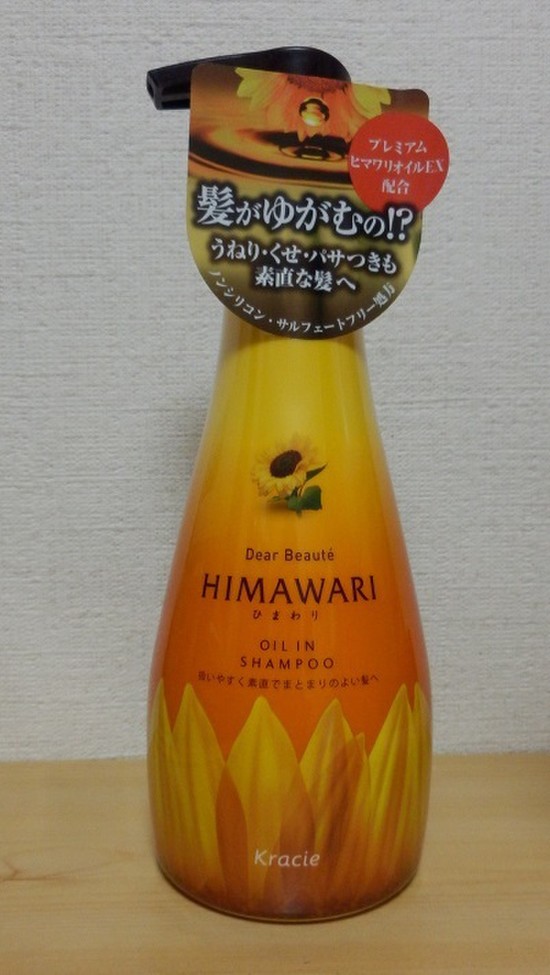 プレミアム
ヒマワリオイルEX
配合
髪がゆがむの!?
うねり・くせ・パサつきも
素直な髪へ
ノンシリコン・サルフェートフリー処方
Dear Beauté
HIMAWARI
ひまわり
OIL IN
SHAMPOO
扱いやすく素直でまとまりのよい髪へ
Kracie